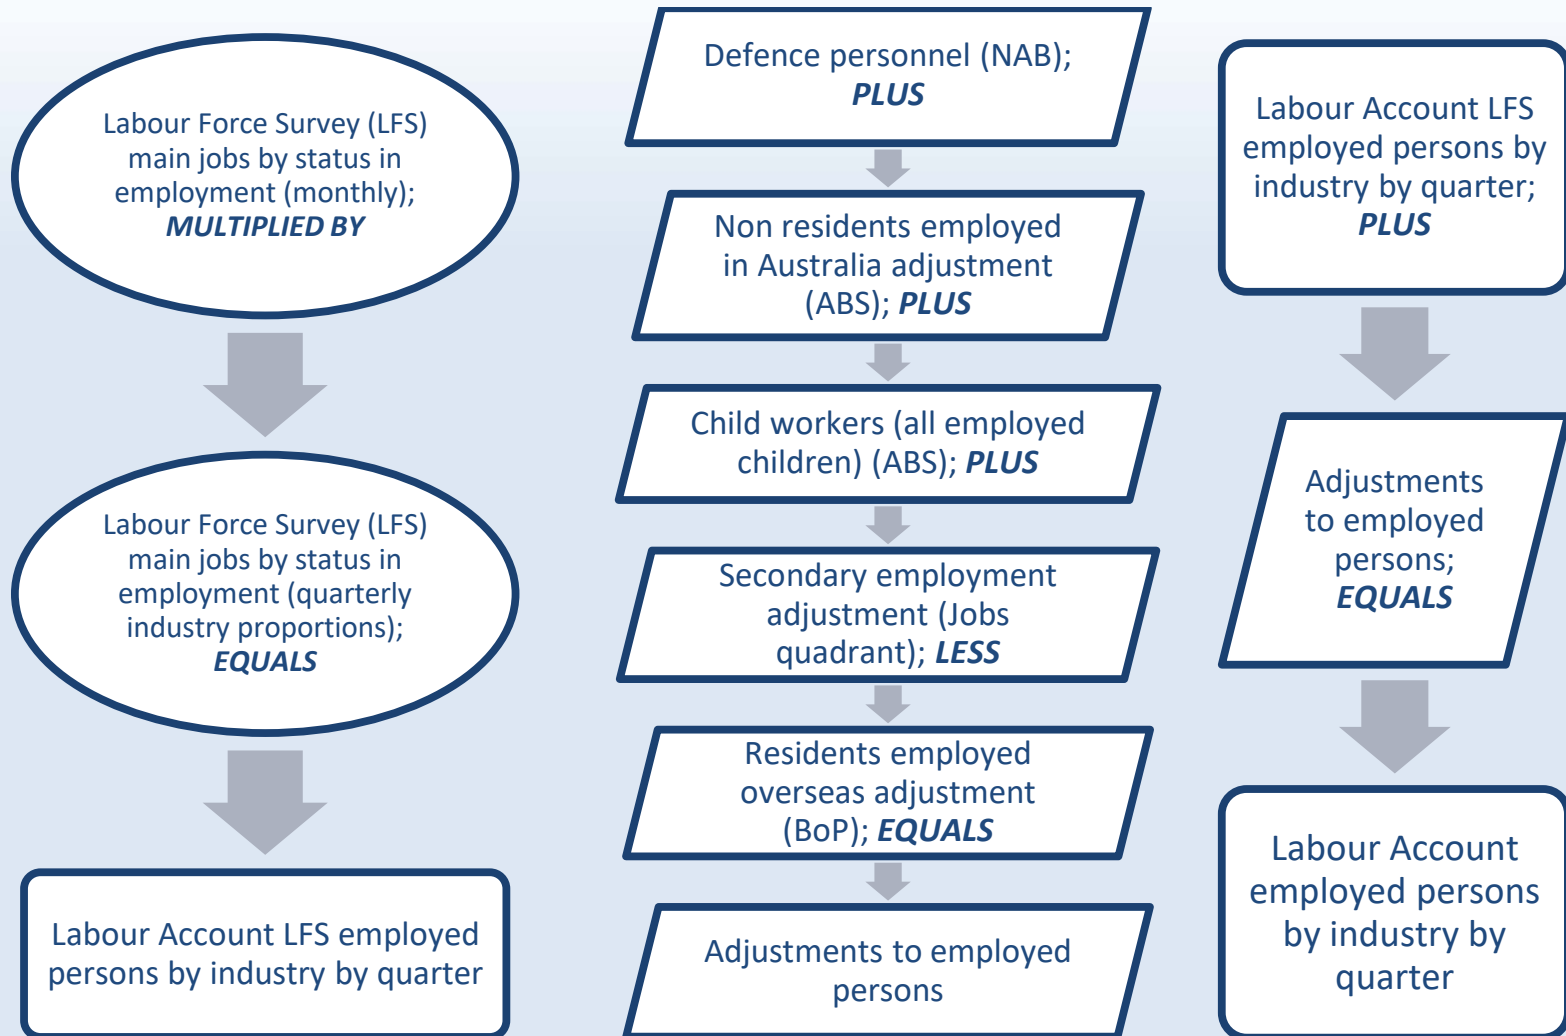 Labour Force Survey (LFS)
main jobs by status in
employment (monthly);
MULTIPLIED BY
Labour Force Survey (LFS)
main jobs by status in
employment (quarterly
industry proportions);
EQUALS
Labour Account LFS employed
persons by industry by quarter
Defence personnel (NAB);
PLUS
Non residents employed
in Australia adjustment
(ABS); PLUS
Child workers (all employed
children) (ABS); PLUS
Secondary employment
adjustment (Jobs
quadrant); LESS
Residents employed
overseas adjustment
(BoP); EQUALS
Adjustments to employed
persons
Labour Account LFS
employed persons by
industry by quarter;
PLUS
Adjustments
to employed
persons;
EQUALS
Labour Account
employed persons
by industry by
quarter